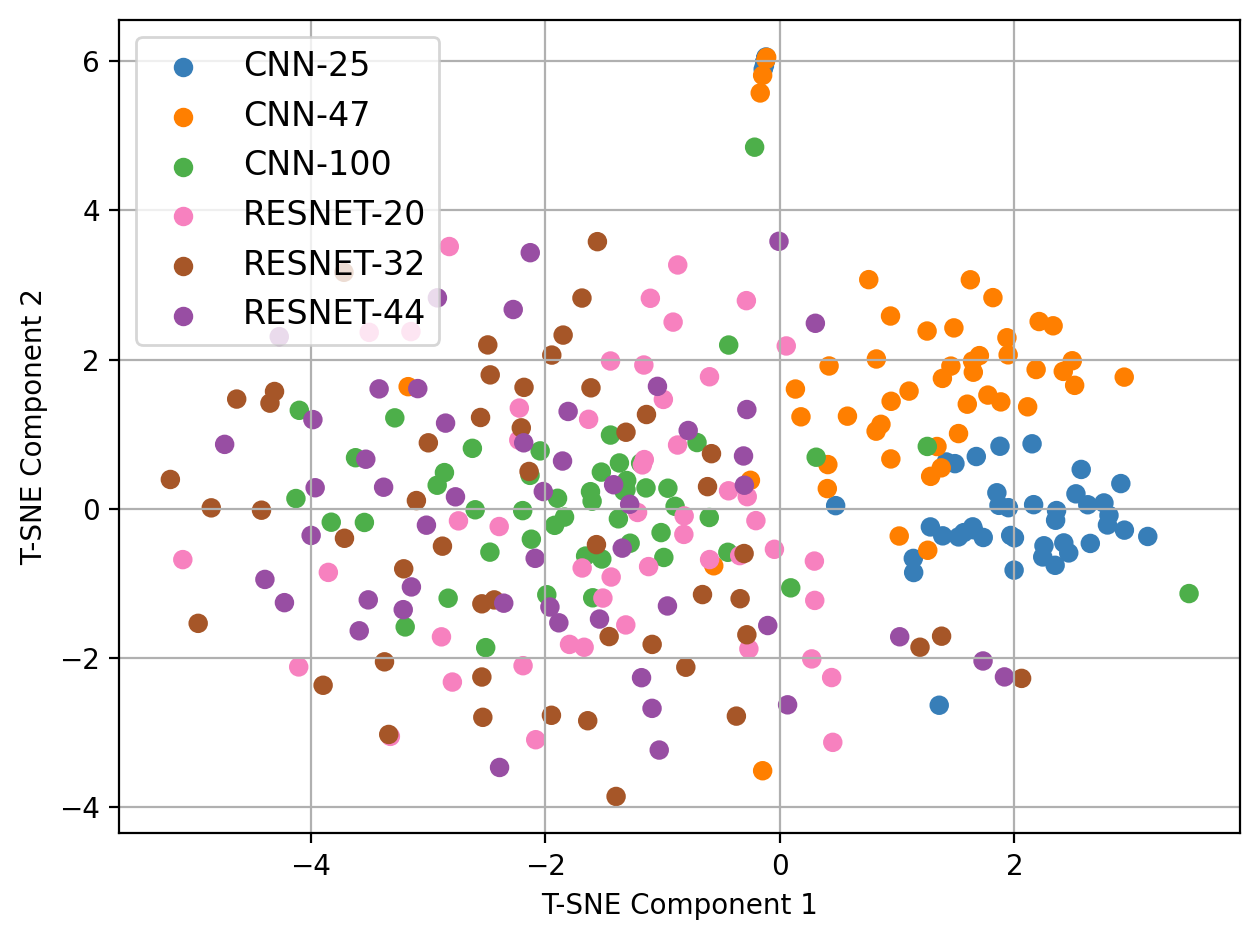 CNN-25
CNN-47
CNN-100
RESNET-20
RESNET-32
RESNET-44
6
4
2
0
−2
−4
−4
−2
0
2
T-SNE Component 2
T-SNE Component 1